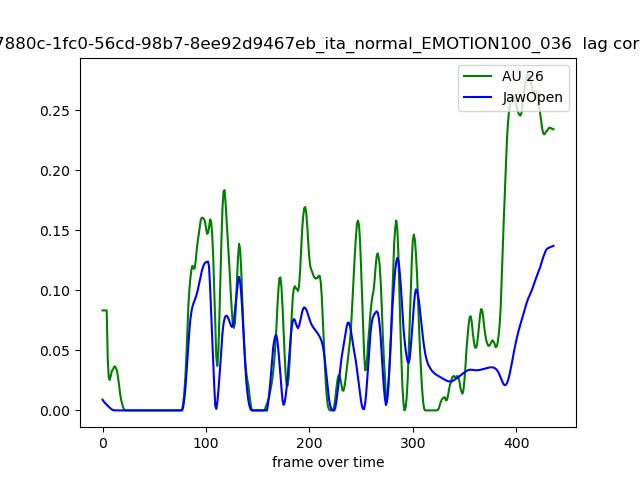 7880c-1fc0-56cd-98b7-8ee92d9467eb_ita_normal_EMOTION100_036 lag cor
AU 26
JawOpen
0.25
0.20
0.15
0.10
0.05
0.00
0 100 200 300 400
frame over time